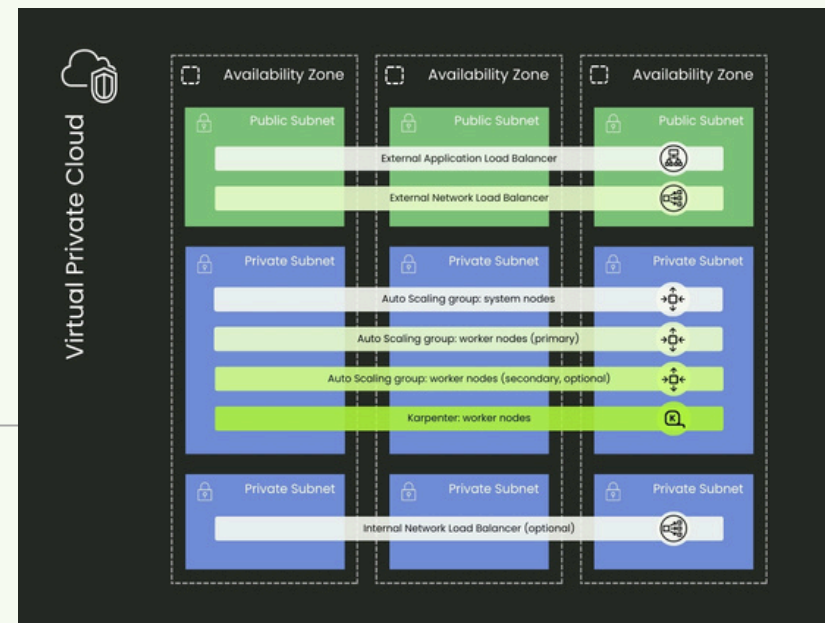 Virtual Private Cloud
Availability Zone
Availability Zone
Availability Zone
Public Subnet
Public Subnet
Public Subnet
External Application Load Balancer
External Network Load Balancer
Private Subnet
Private Subnet
Private Subnet
Auto Scaling group: system nodes
Auto Scaling group: worker nodes (primary)
Auto Scaling group: worker nodes (secondary, optional)
Karpenter: worker nodes
K
Private Subnet
Private Subnet
Private Subnet
Internal Network Load Balancer (optional)